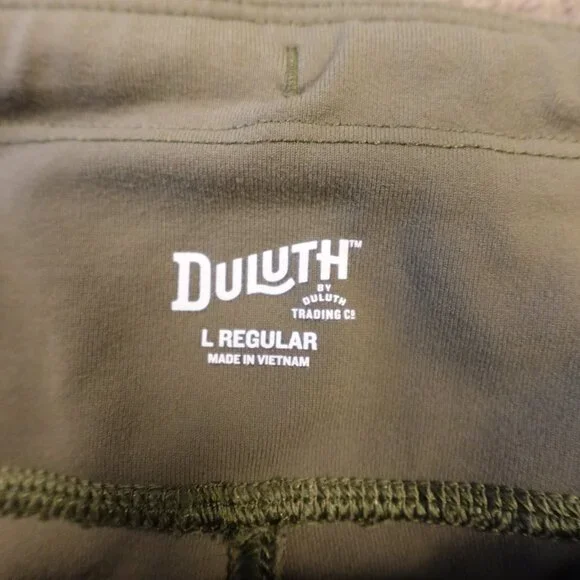 DULUTH™
BY
DULUTH
TRADING Co
L REGULAR
MADE IN VIETNAM